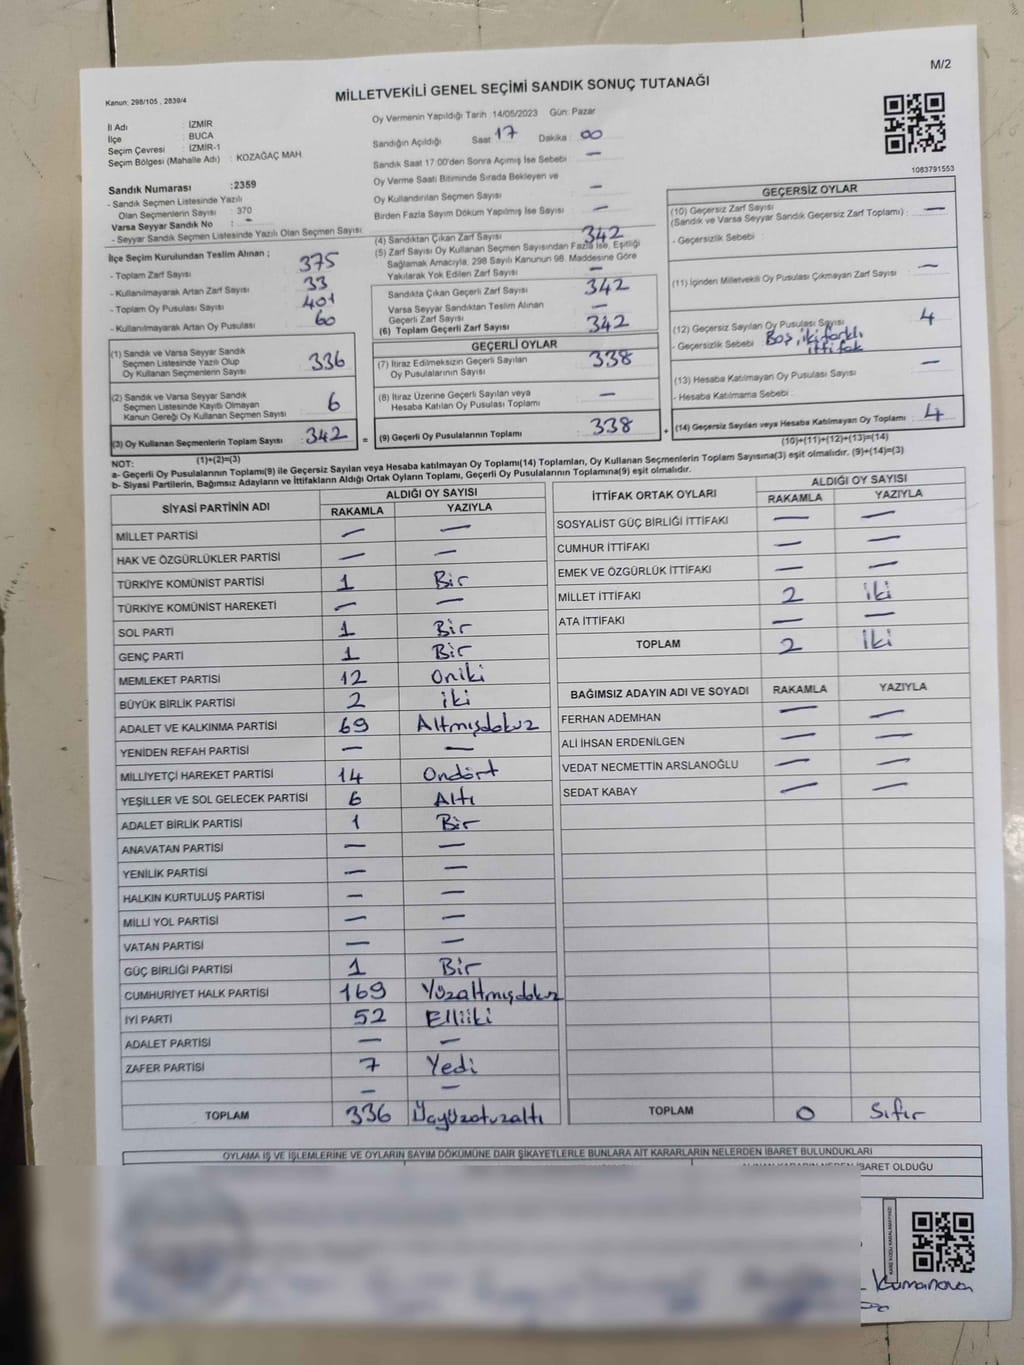 M/2
MİLLETVEKİLİ GENEL SEÇİMİ SANDIK SONUÇ TUTANAĞI
Kanun: 298/105 , 2839/4
İl Adı : İZMİR
İlçe : BUCA
Seçim Çevresi : İZMİR-1
Seçim Bölgesi (Mahalle Adı) : KOZAĞAÇ MAH.
Sandık Numarası :2359
- Sandık Seçmen Listesinde Yazılı
Olan Seçmenlerin Sayısı : 370
Varsa Seyyar Sandık No : -
- Seyyar Sandık Seçmen Listesinde Yazılı Olan Seçmen Sayısı :
Oy Vermenin Yapıldığı Tarih :14/05/2023 Gün: Pazar
Sandığın Açıldığı Saat 17 Dakika : 00
Sandık Saat 17:00'den Sonra Açımış İse Sebebi : —
Oy Verme Saati Bitiminde Sırada Bekleyen ve
Oy Kullandırılan Seçmen Sayısı : —
Birden Fazla Sayım Döküm Yapılmış İse Sayısı : —
1083791553
İlçe Seçim Kurulundan Teslim Alınan ;
- Toplam Zarf Sayısı : 375
- Kullanılmayarak Artan Zarf Sayısı : 33
- Toplam Oy Pusulası Sayısı : 401
- Kullanılmayarak Artan Oy Pusulası : 60
(1) Sandık ve Varsa Seyyar Sandık
Seçmen Listesinde Yazılı Olup
Oy Kullanan Seçmenlerin Sayısı : 336
(2) Sandık ve Varsa Seyyar Sandık
Seçmen Listesinde Kayıtlı Olmayan
Kanun Gereği Oy Kullanan Seçmen Sayısı : 6
(3) Oy Kullanan Seçmenlerin Toplam Sayısı : 342 =
(1)+(2)=(3)
(4) Sandıktan Çıkan Zarf Sayısı : 342
(5) Zarf Sayısı Oy Kullanan Seçmen Sayısından Fazla İse, Eşitliği
Sağlamak Amacıyla, 298 Sayılı Kanunun 98. Maddesine Göre
Yakılarak Yok Edilen Zarf Sayısı : —
Sandıkta Çıkan Geçerli Zarf Sayısı : 342
Varsa Seyyar Sandıktan Teslim Alınan
Geçerli Zarf Sayısı : —
(6) Toplam Geçerli Zarf Sayısı : 342
GEÇERLİ OYLAR
(7) İtiraz Edilmeksizin Geçerli Sayılan
Oy Pusulalarının Sayısı : 338
(8) İtiraz Üzerine Geçerli Sayılan veya
Hesaba Katılan Oy Pusulası Toplamı : —
(9) Geçerli Oy Pusulalarının Toplamı : 338 +
GEÇERSİZ OYLAR
(10) Geçersiz Zarf Sayısı
(Sandık ve Varsa Seyyar Sandık Geçersiz Zarf Toplamı) : —
- Geçersizlik Sebebi :
(11) İçinden Milletvekili Oy Pusulası Çıkmayan Zarf Sayısı : —
(12) Geçersiz Sayılan Oy Pusulası Sayısı : 4
- Geçersizlik Sebebi : Boş, iki farklı
ittifak
(13) Hesaba Katılmayan Oy Pusulası Sayısı : —
- Hesaba Katılmama Sebebi :
(14) Geçersiz Sayılan veya Hesaba Katılmayan Oy Toplamı : 4
(10)+(11)+(12)+(13)=(14)
NOT:
a- Geçerli Oy Pusulalarının Toplamı(9) ile Geçersiz Sayılan veya Hesaba katılmayan Oy Toplamı(14) Toplamları, Oy Kullanan Seçmenlerin Toplam Sayısına(3) eşit olmalıdır. (9)+(14)=(3)
b- Siyasi Partilerin, Bağımsız Adayların ve İttifakların Aldığı Ortak Oyların Toplamı, Geçerli Oy Pusulalarının Toplamına(9) eşit olmalıdır.
SİYASİ PARTİNİN ADI ALDIĞI OY SAYISI
RAKAMLA YAZIYLA
MİLLET PARTİSİ — —
HAK VE ÖZGÜRLÜKLER PARTİSİ — —
TÜRKİYE KOMÜNİST PARTİSİ 1 Bir
TÜRKİYE KOMÜNİST HAREKETİ — —
SOL PARTİ 1 Bir
GENÇ PARTİ 1 Bir
MEMLEKET PARTİSİ 12 Oniki
BÜYÜK BİRLİK PARTİSİ 2 iki
ADALET VE KALKINMA PARTİSİ 69 Altmışdokuz
YENİDEN REFAH PARTİSİ — —
MİLLİYETÇİ HAREKET PARTİSİ 14 Ondört
YEŞİLLER VE SOL GELECEK PARTİSİ 6 Altı
ADALET BİRLİK PARTİSİ 1 Bir
ANAVATAN PARTİSİ — —
YENİLİK PARTİSİ — —
HALKIN KURTULUŞ PARTİSİ — —
MİLLİ YOL PARTİSİ — —
VATAN PARTİSİ — —
GÜÇ BİRLİĞİ PARTİSİ 1 Bir
CUMHURİYET HALK PARTİSİ 169 Yüzaltmışdokuz
İYİ PARTİ 52 Elliiki
ADALET PARTİSİ — —
ZAFER PARTİSİ 7 Yedi
— —
TOPLAM 336 Üçyüzotuzaltı
İTTİFAK ORTAK OYLARI ALDIĞI OY SAYISI
RAKAMLA YAZIYLA
SOSYALİST GÜÇ BİRLİĞİ İTTİFAKI — —
CUMHUR İTTİFAKI — —
EMEK VE ÖZGÜRLÜK İTTİFAKI — —
MİLLET İTTİFAKI 2 iki
ATA İTTİFAKI — —
TOPLAM 2 iki
BAĞIMSIZ ADAYIN ADI VE SOYADI RAKAMLA YAZIYLA
FERHAN ADEMHAN — —
ALİ İHSAN ERDENİLGEN — —
VEDAT NECMETTİN ARSLANOĞLU — —
SEDAT KABAY — —
TOPLAM 0 Sıfır
OYLAMA İŞ VE İŞLEMLERİNE VE OYLARIN SAYIM DÖKÜMÜNE DAİR ŞİKAYETLERLE BUNLARA AİT KARARLARIN NELERDEN İBARET BULUNDUKLARI
İBARET OLDUĞU
Kumanova